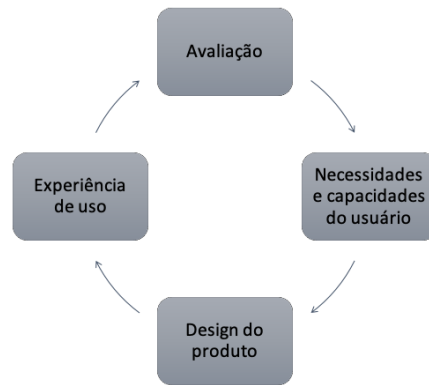 Avaliação
Necessidades
e capacidades
do usuário
Design do
produto
Experiência
de uso